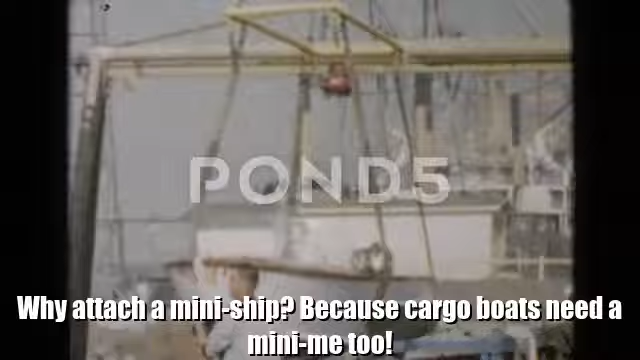 POND5
Why attach a mini-ship? Because cargo boats need a
mini-me too!